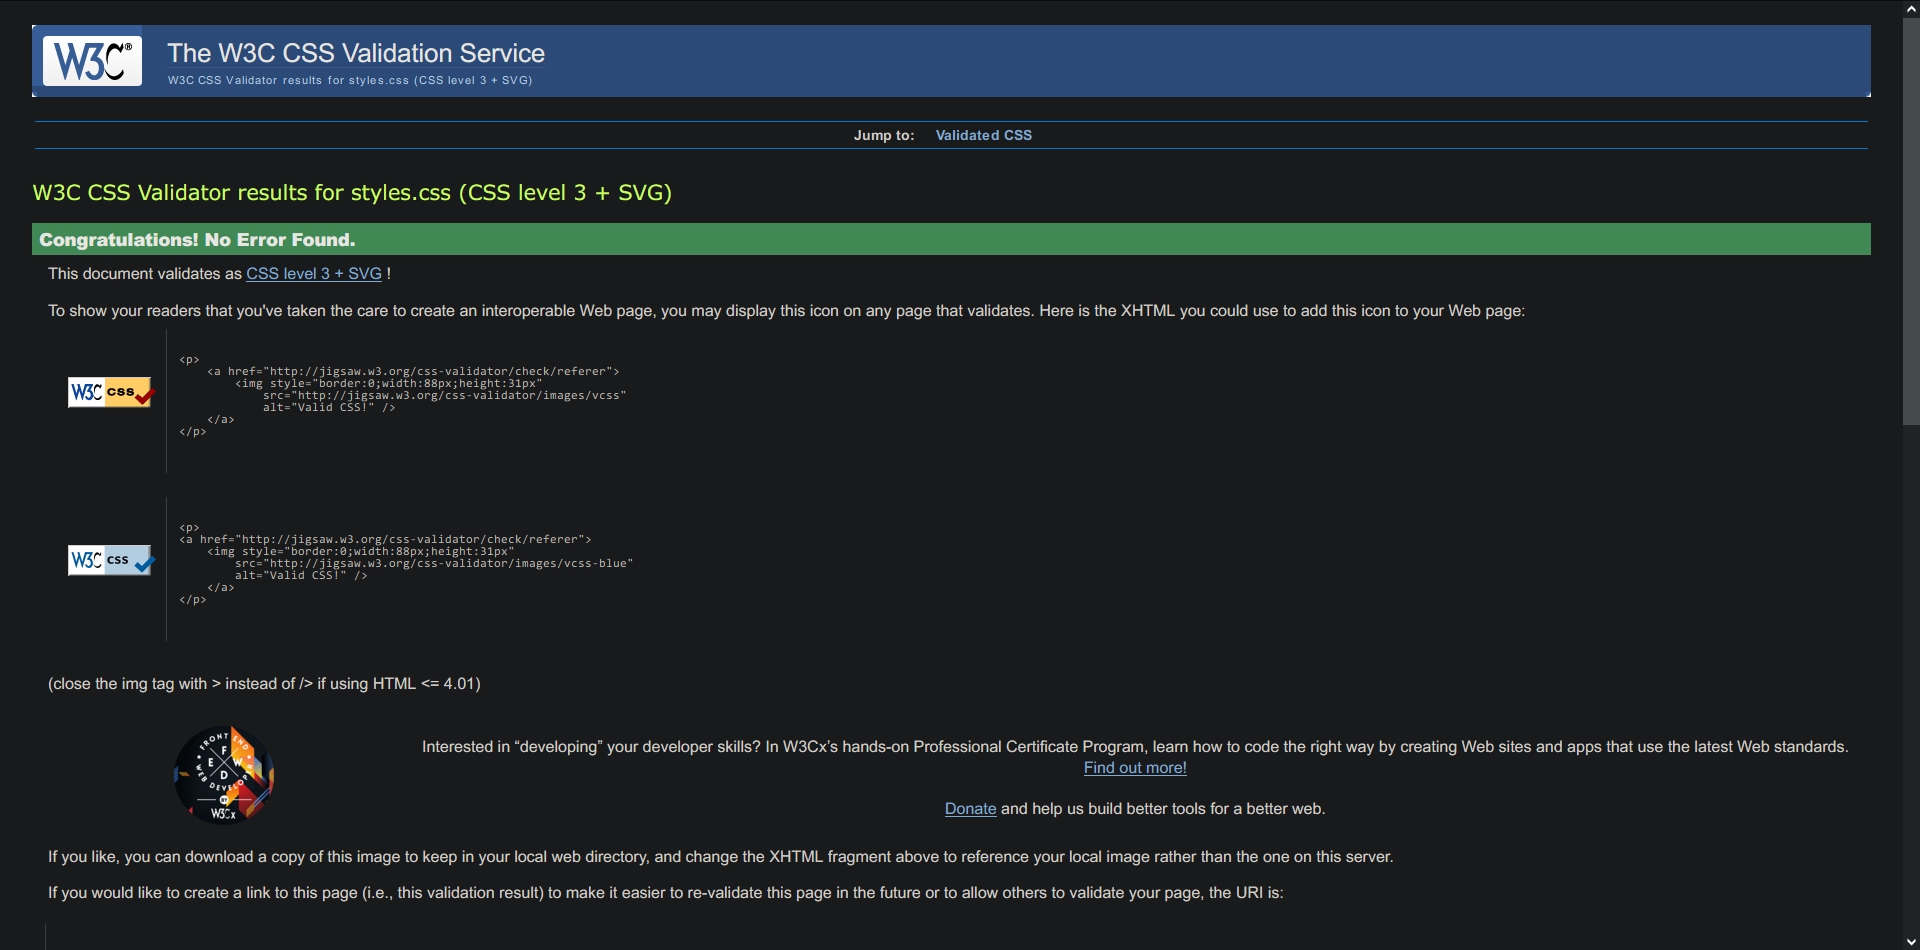 W3C®
The W3C CSS Validation Service
W3C CSS Validator results for styles.css (CSS level 3 + SVG)
Jump to: Validated CSS
W3C CSS Validator results for styles.css (CSS level 3 + SVG)
Congratulations! No Error Found.
This document validates as CSS level 3 + SVG !
To show your readers that you've taken the care to create an interoperable Web page, you may display this icon on any page that validates. Here is the XHTML you could use to add this icon to your Web page:
W3C css
<p>
<a href="http://jigsaw.w3.org/css-validator/check/referer">
<img style="border:0;width:88px;height:31px"
src="http://jigsaw.w3.org/css-validator/images/vcss"
alt="Valid CSS!" />
</a>
</p>
W3C css
<p>
<a href="http://jigsaw.w3.org/css-validator/check/referer">
<img style="border:0;width:88px;height:31px"
src="http://jigsaw.w3.org/css-validator/images/vcss-blue"
alt="Valid CSS!" />
</a>
</p>
(close the img tag with > instead of /> if using HTML <= 4.01)
FRONT END
F
E W
D
WEB DEVELOPER
BY
W3Cx
Interested in “developing” your developer skills? In W3Cx’s hands-on Professional Certificate Program, learn how to code the right way by creating Web sites and apps that use the latest Web standards.
Find out more!
Donate and help us build better tools for a better web.
If you like, you can download a copy of this image to keep in your local web directory, and change the XHTML fragment above to reference your local image rather than the one on this server.
If you would like to create a link to this page (i.e., this validation result) to make it easier to re-validate this page in the future or to allow others to validate your page, the URI is: